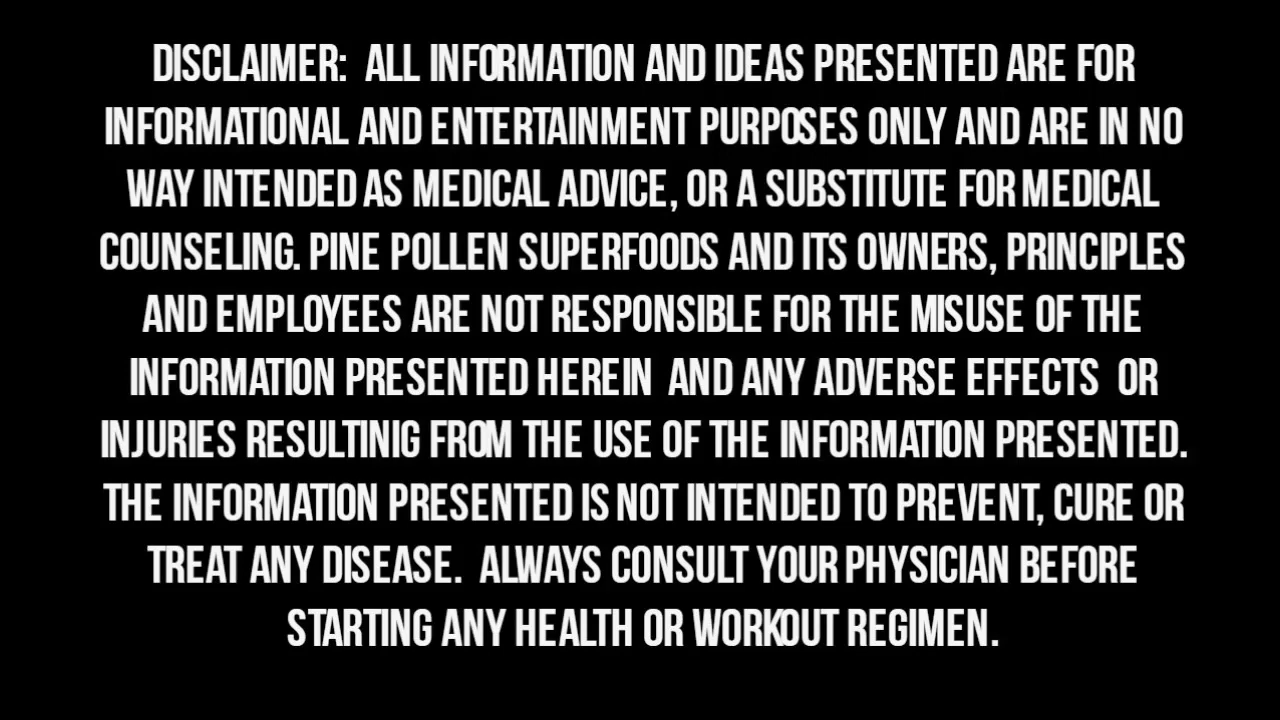 DISCLAIMER: ALL INFORMATION AND IDEAS PRESENTED ARE FOR
INFORMATIONAL AND ENTERTAINMENT PURPOSES ONLY AND ARE IN NO
WAY INTENDED AS MEDICAL ADVICE, OR A SUBSTITUTE FOR MEDICAL
COUNSELING. PINE POLLEN SUPERFOODS AND ITS OWNERS, PRINCIPLES
AND EMPLOYEES ARE NOT RESPONSIBLE FOR THE MISUSE OF THE
INFORMATION PRESENTED HEREIN AND ANY ADVERSE EFFECTS OR
INJURIES RESULTINIG FROM THE USE OF THE INFORMATION PRESENTED.
THE INFORMATION PRESENTED IS NOT INTENDED TO PREVENT, CURE OR
TREAT ANY DISEASE. ALWAYS CONSULT YOUR PHYSICIAN BEFORE
STARTING ANY HEALTH OR WORKOUT REGIMEN.